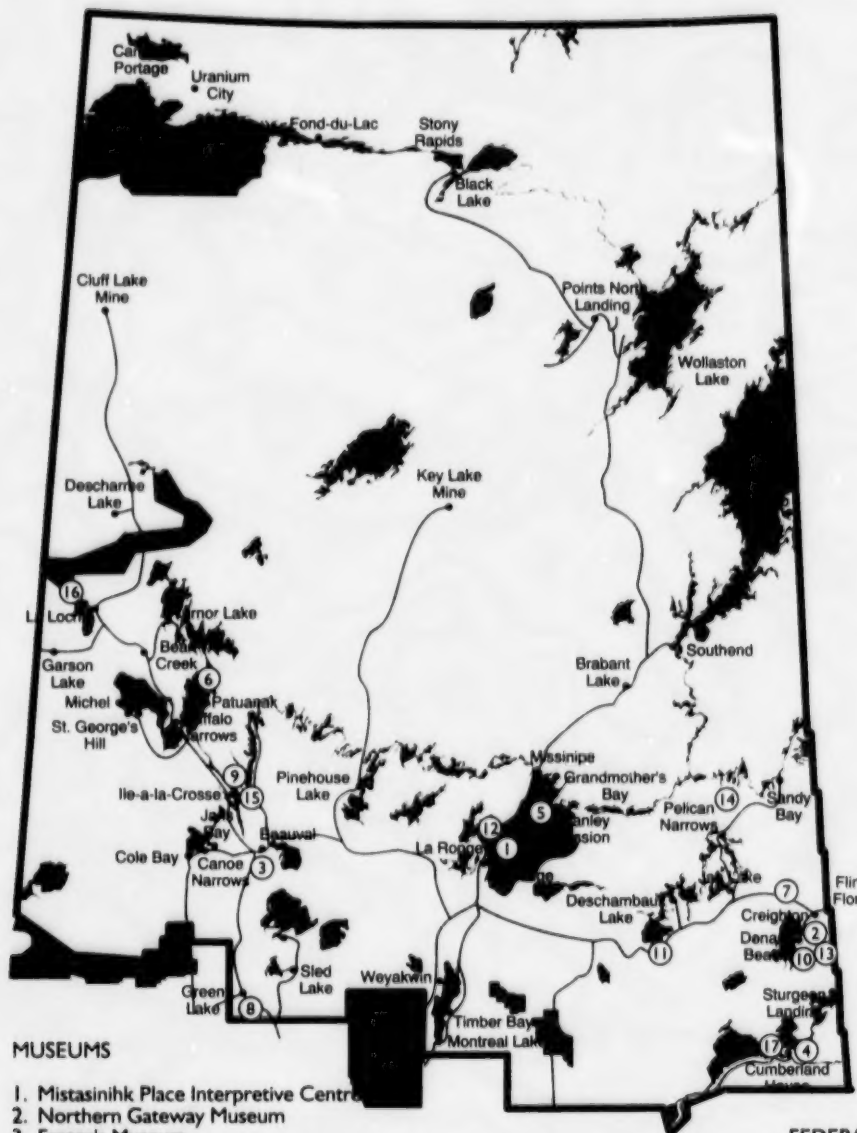 Portage
Uranium
City
Fond-du-Lac
Stony
Rapids
Black
Lake
Cluff Lake
Mine
Points
Landing
Wollaston
Lake
Key Lake
Mine
Descharme
Lake
16
Garson
Lake
Lake
Creek
6
Michel
Patuanak
St. George's
Hill
Southend
Brabant
Lake
Missinipe
Grandmother's
Bay
9
Ile-a-la-Crosse
15
Pinehouse
Lake
5
12
La Ronge
1
14
Pelican
Narrows
Sandy
Bay
Bay
Beauval
Cole Bay
Canoe
Narrows
3
Deschambault
Lake
7
Creighton
2
10
13
11
Green
Lake
8
Sled
Lake
Weyakwin
Timber Bay
Montreal Lake
Sturgeon
Landing
17
4
Cumberland
MUSEUMS
1. Mistasinihk Place Interpretive Centre
2. Northern Gateway Museum